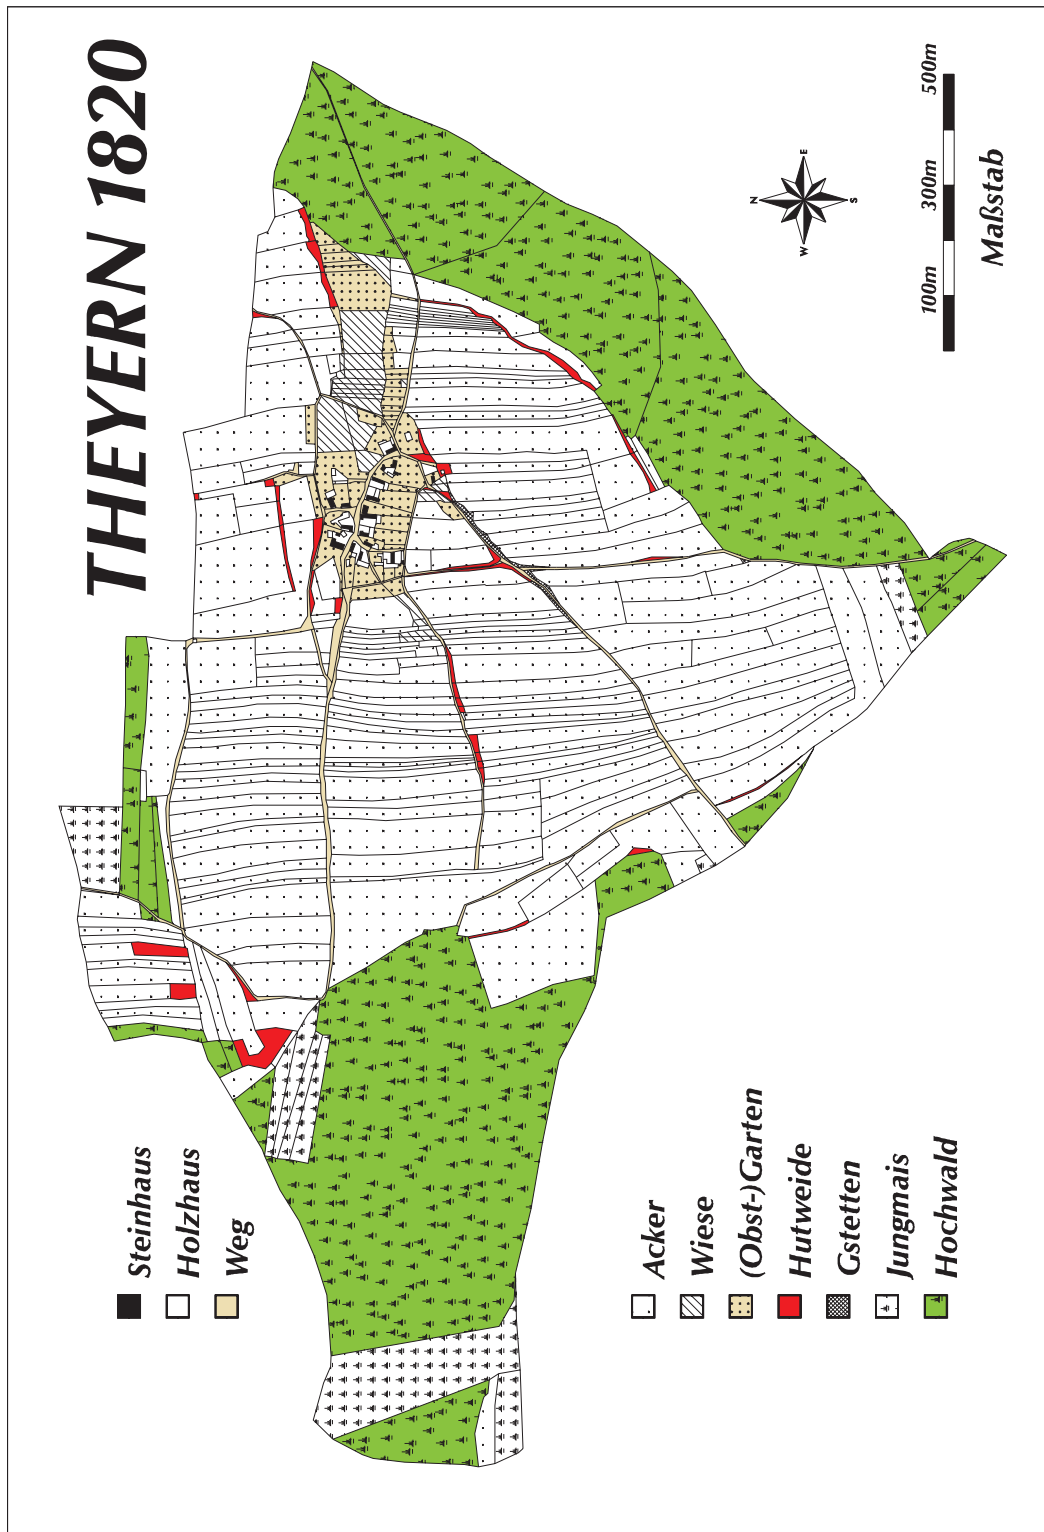 THEYERN 1820
Steinhaus
Holzhaus
Weg
Acker
Wiese
(Obst-)Garten
Hutweide
Gstetten
Jungmais
Hochwald
N
E
S
W
100m 300m 500m
Maßstab